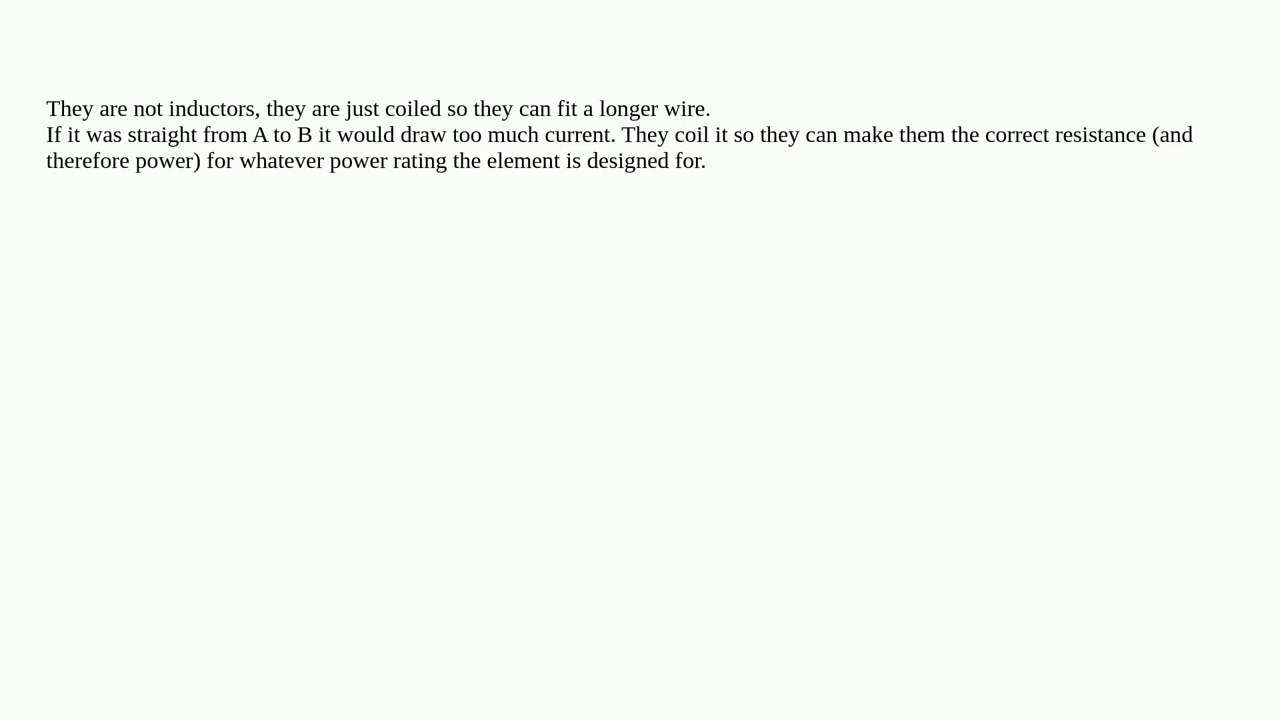 They are not inductors, they are just coiled so they can fit a longer wire.
If it was straight from A to B it would draw too much current. They coil it so they can make them the correct resistance (and
therefore power) for whatever power rating the element is designed for.